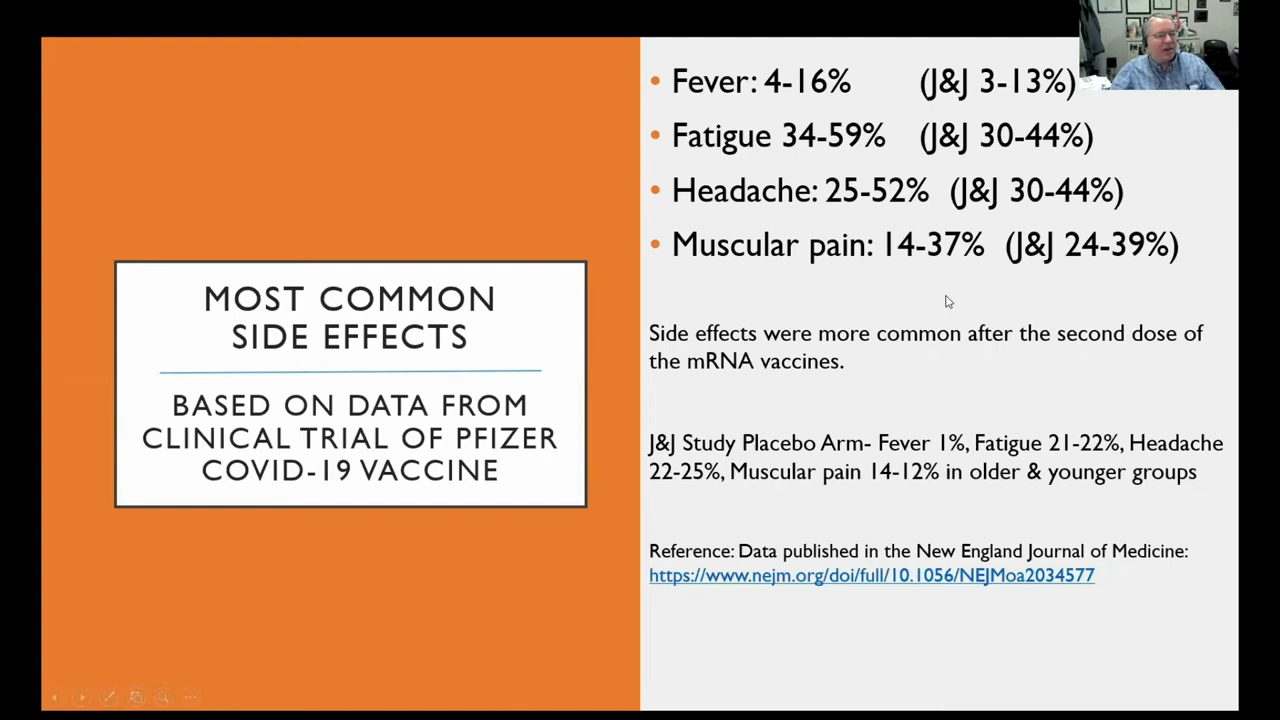 MOST COMMON
SIDE EFFECTS
BASED ON DATA FROM
CLINICAL TRIAL OF PFIZER
COVID-19 VACCINE
• Fever: 4-16% (J&J 3-13%)
• Fatigue 34-59% (J&J 30-44%)
• Headache: 25-52% (J&J 30-44%)
• Muscular pain: 14-37% (J&J 24-39%)
Side effects were more common after the second dose of
the mRNA vaccines.
J&J Study Placebo Arm- Fever 1%, Fatigue 21-22%, Headache
22-25%, Muscular pain 14-12% in older & younger groups
Reference: Data published in the New England Journal of Medicine:
https://www.nejm.org/doi/full/10.1056/NEJMoa2034577